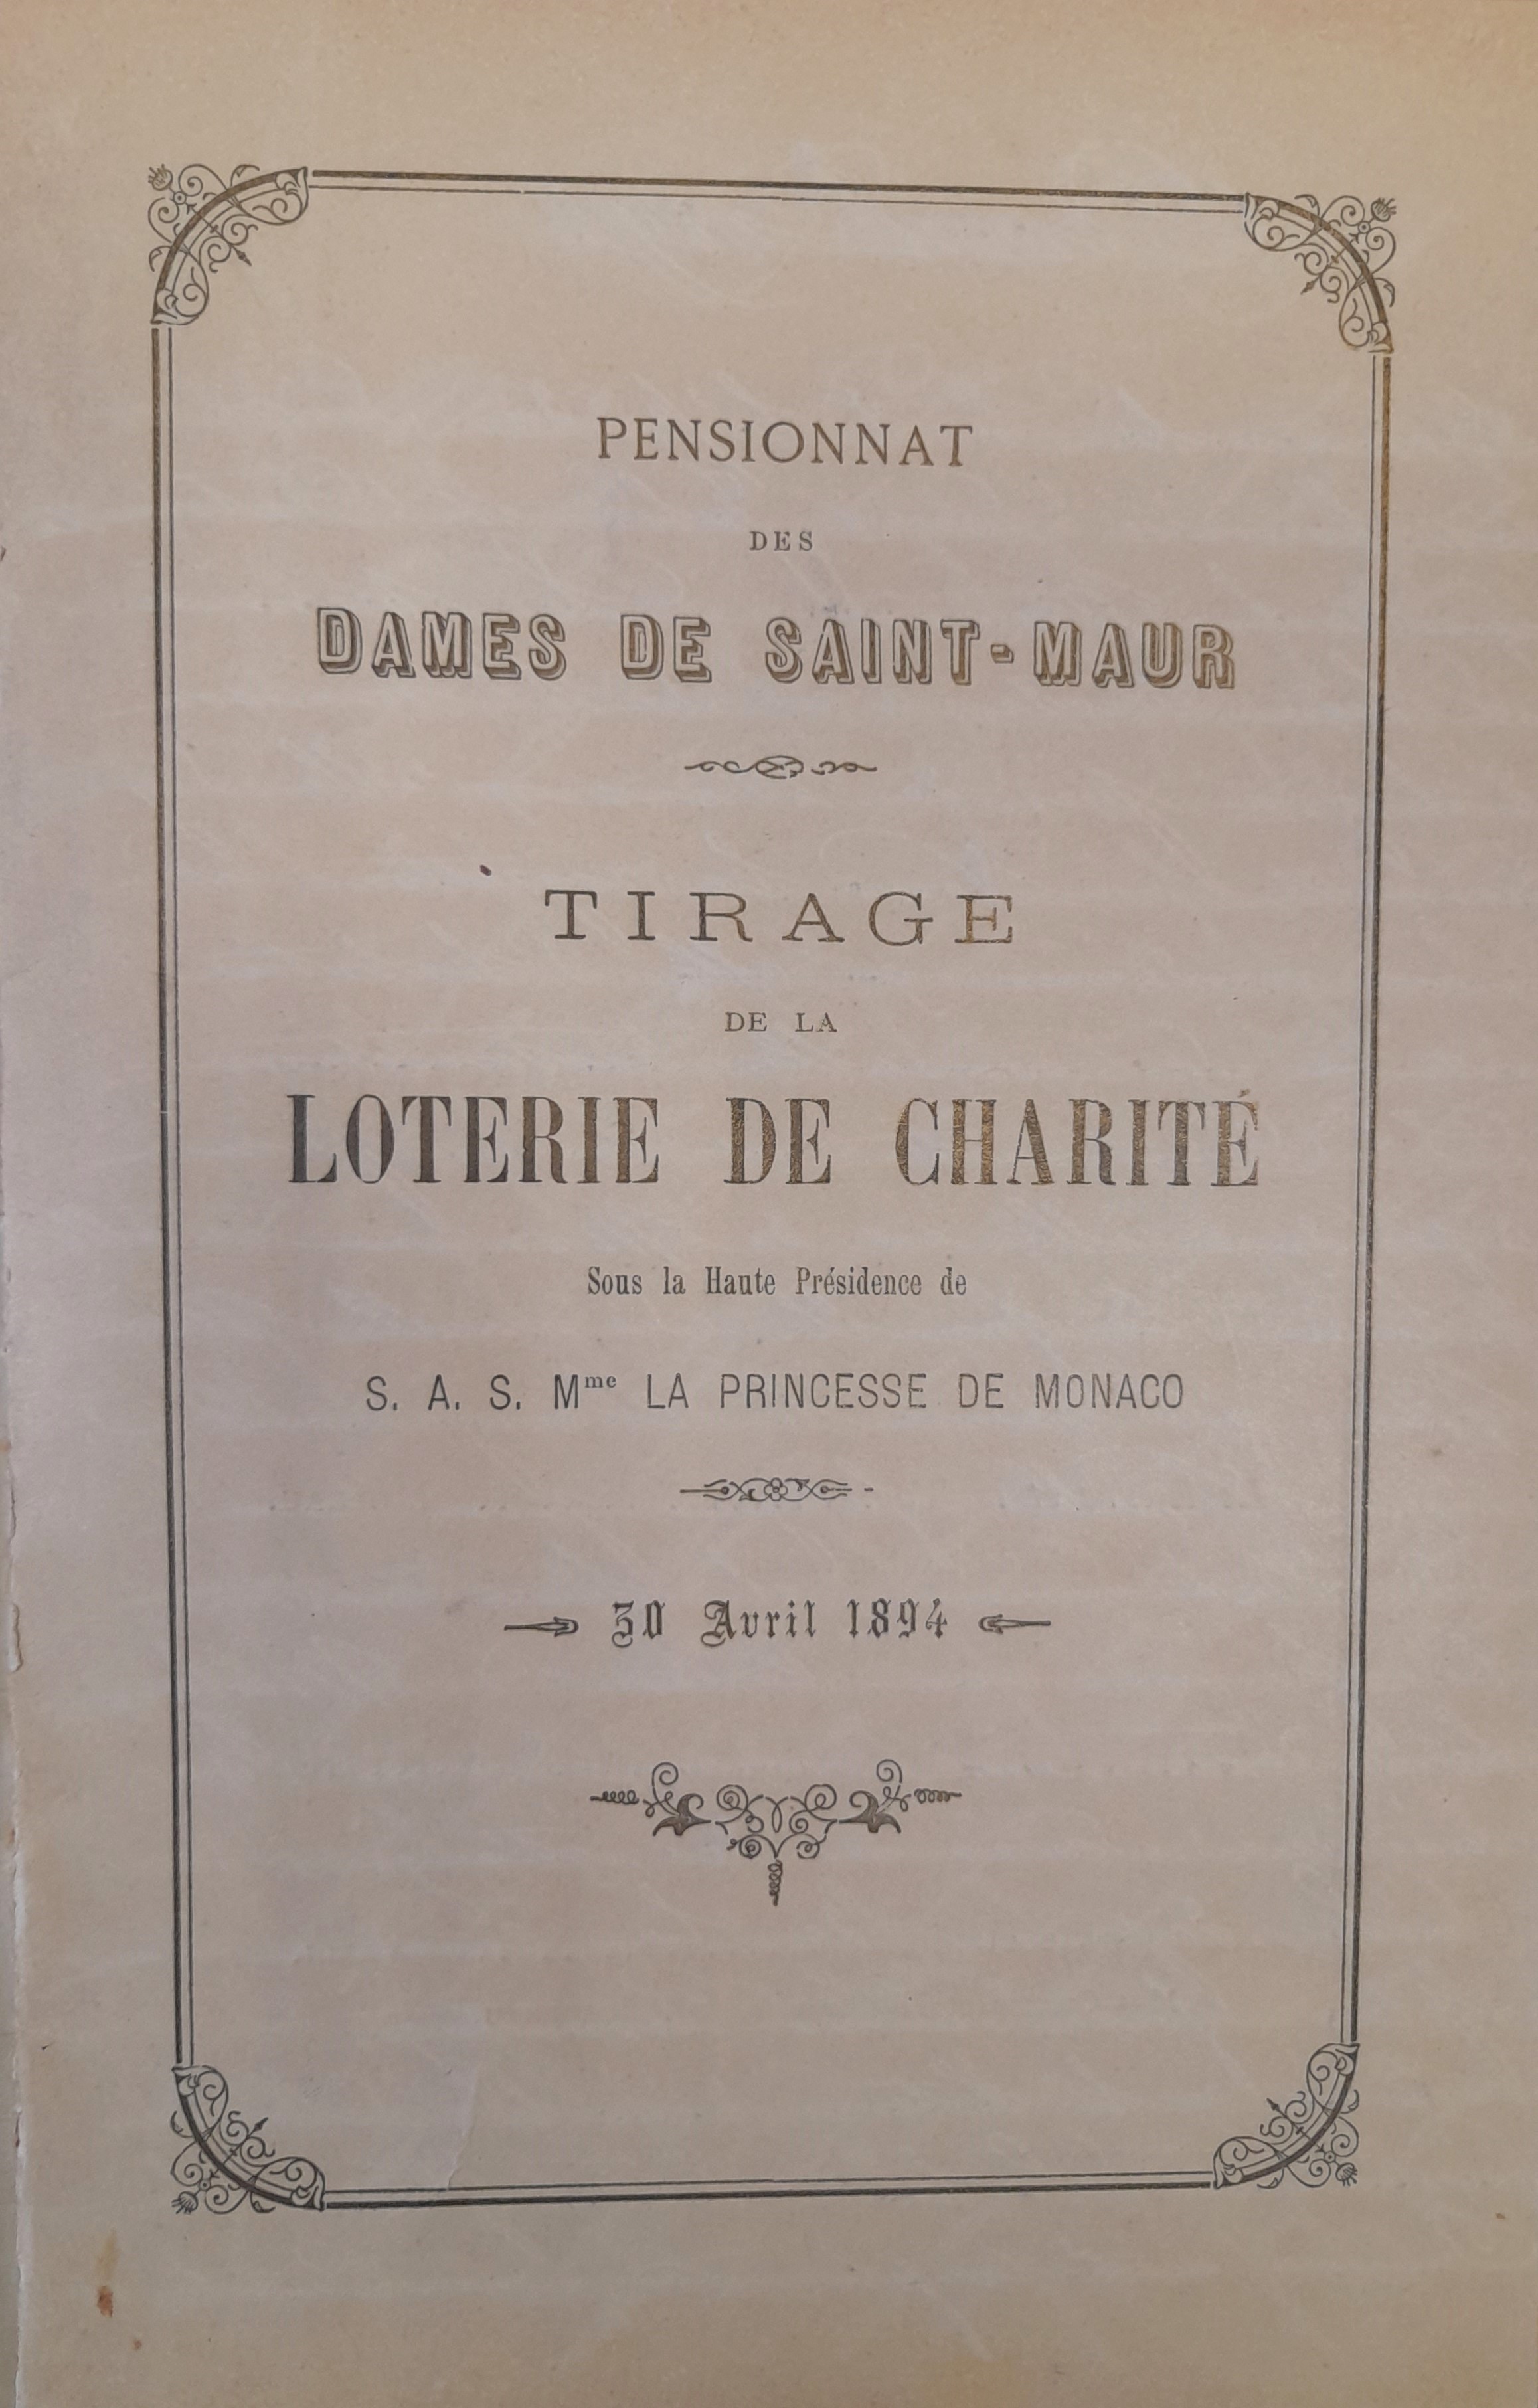 PENSIONNAT
DES
DAMES DE SAINT-MAUR
TIRAGE
DE LA
LOTERIE DE CHARITÉ
Sous la Haute Présidence de
S. A. S. Mme LA PRINCESSE DE MONACO
30 Avril 1894